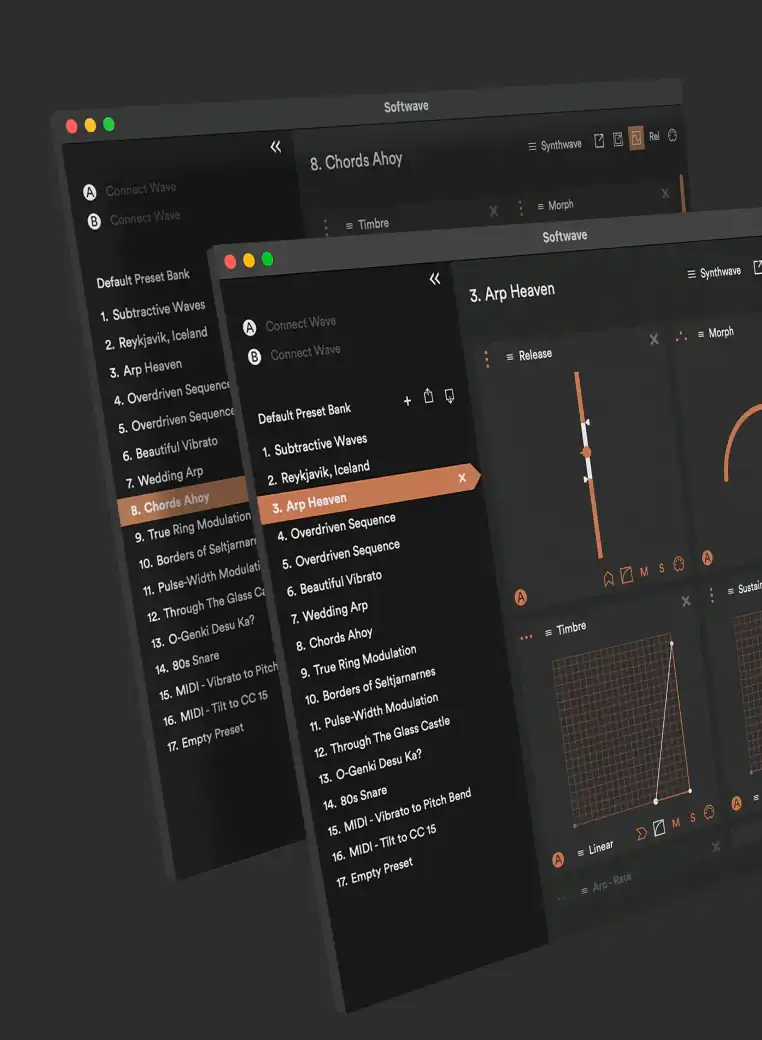 Softwave
A Connect Wave
B Connect Wave
8. Chords Ahoy
Synthwave
Rel
Timbre
Morph
Default Preset Bank
1. Subtractive Waves
2. Reykjavik, Iceland
3. Arp Heaven
4. Overdriven Sequence
5. Overdriven Sequence
6. Beautiful Vibrato
7. Wedding Arp
8. Chords Ahoy
9. True Ring Modulation
10. Borders of
11. Pulse-Width
12. Through The Glass
13. O-Genki Desu Ka?
14. 80s Snare
15. MIDI - Vibrato to Pitch
16. MIDI - Tilt to CC 15
17. Empty Preset
Softwave
A Connect Wave
B Connect Wave
3. Arp Heaven
Synthwave
Default Preset Bank
1. Subtractive Waves
2. Reykjavik, Iceland
3. Arp Heaven
4. Overdriven Sequence
5. Overdriven Sequence
6. Beautiful Vibrato
7. Wedding Arp
8. Chords Ahoy
9. True Ring Modulation
10. Borders of Seltjarnarnes
11. Pulse-Width Modulation
12. Through The Glass Castle
13. O-Genki Desu Ka?
14. 80s Snare
15. MIDI - Vibrato to Pitch Bend
16. MIDI - Tilt to CC 15
17. Empty Preset
Release
Morph
A
M S
A
Timbre
A
Linear
M S
A
Arp - Rate